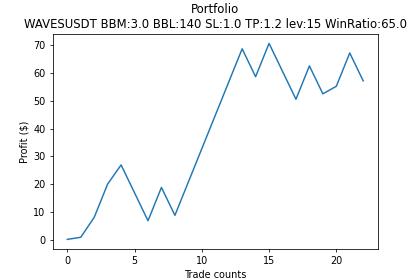 Portfolio
WAVESUSDT BBM:3.0 BBL:140 SL:1.0 TP:1.2 lev:15 WinRatio:65.0
70
60
50
40
30
20
10
0
Profit ($)
0 5 10 15 20
Trade counts